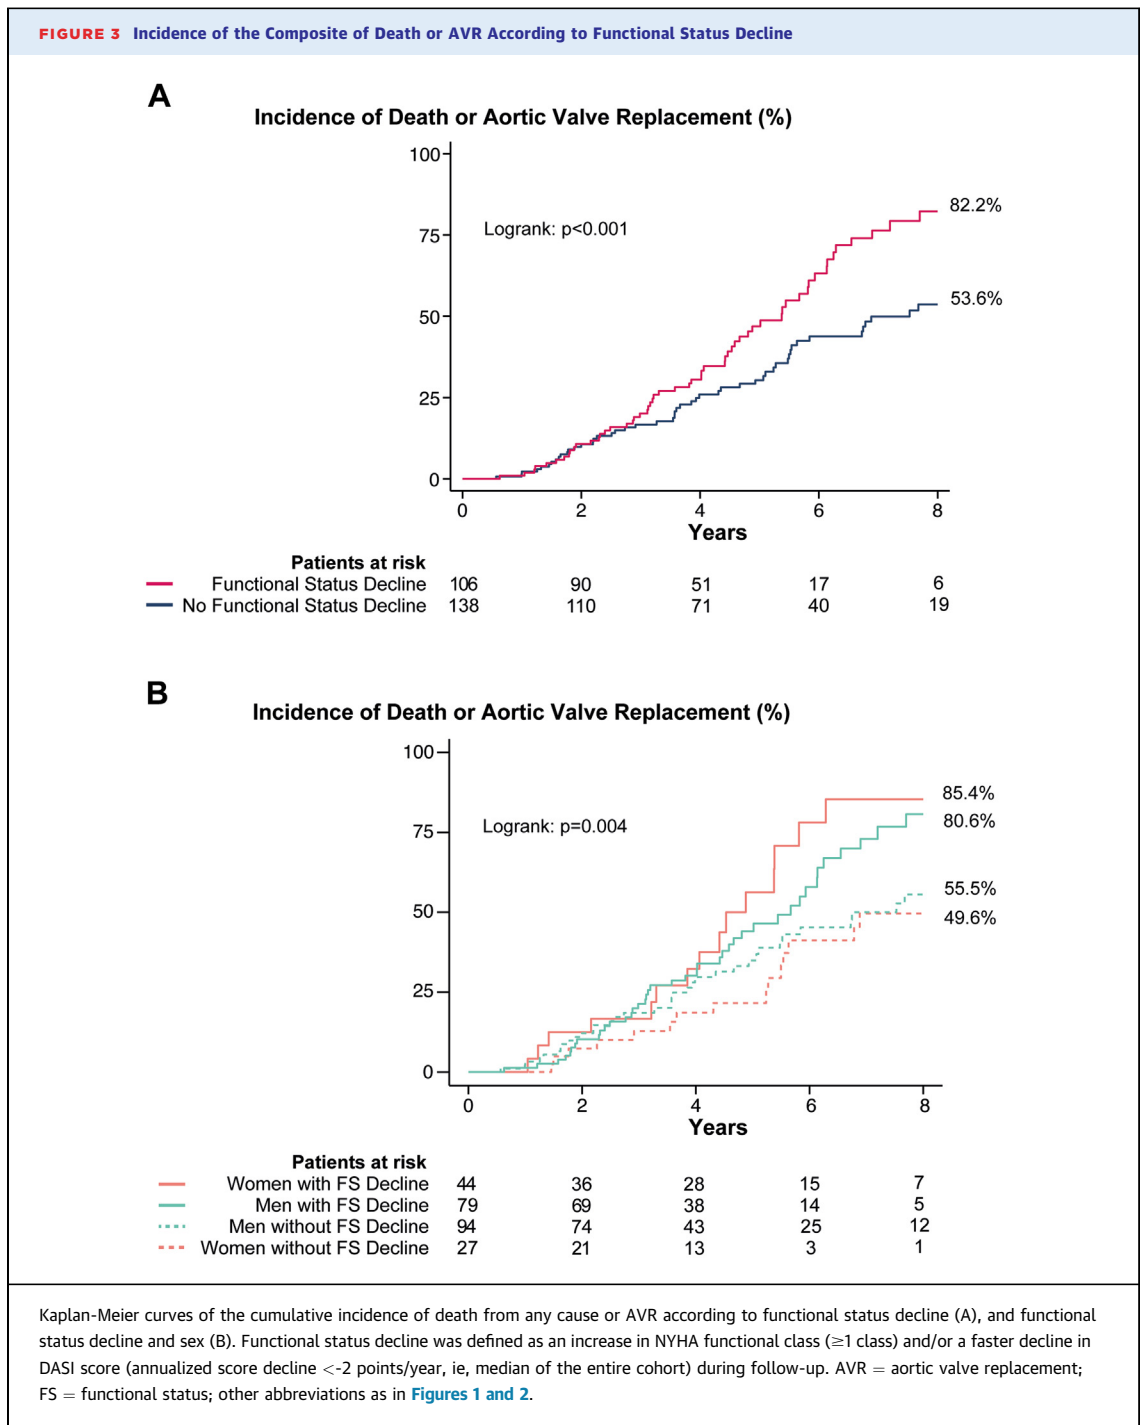 FIGURE 3 Incidence of the Composite of Death or AVR According to Functional Status Decline
A
Incidence of Death or Aortic Valve Replacement (%)
100
75
50
25
0
Logrank: p<0.001
82.2%
53.6%
0 2 4 6 8
Years
Patients at risk
Functional Status Decline 106 90 51 17 6
No Functional Status Decline 138 110 71 40 19
B
Incidence of Death or Aortic Valve Replacement (%)
100
75
50
25
0
Logrank: p=0.004
85.4%
80.6%
55.5%
49.6%
0 2 4 6 8
Years
Patients at risk
Women with FS Decline 44 36 28 15 7
Men with FS Decline 79 69 38 14 5
Men without FS Decline 94 74 43 25 12
Women without FS Decline 27 21 13 3 1
Kaplan-Meier curves of the cumulative incidence of death from any cause or AVR according to functional status decline (A), and functional
status decline and sex (B). Functional status decline was defined as an increase in NYHA functional class (≥1 class) and/or a faster decline in
DASI score (annualized score decline <-2 points/year, ie, median of the entire cohort) during follow-up. AVR = aortic valve replacement;
FS = functional status; other abbreviations as in Figures 1 and 2.